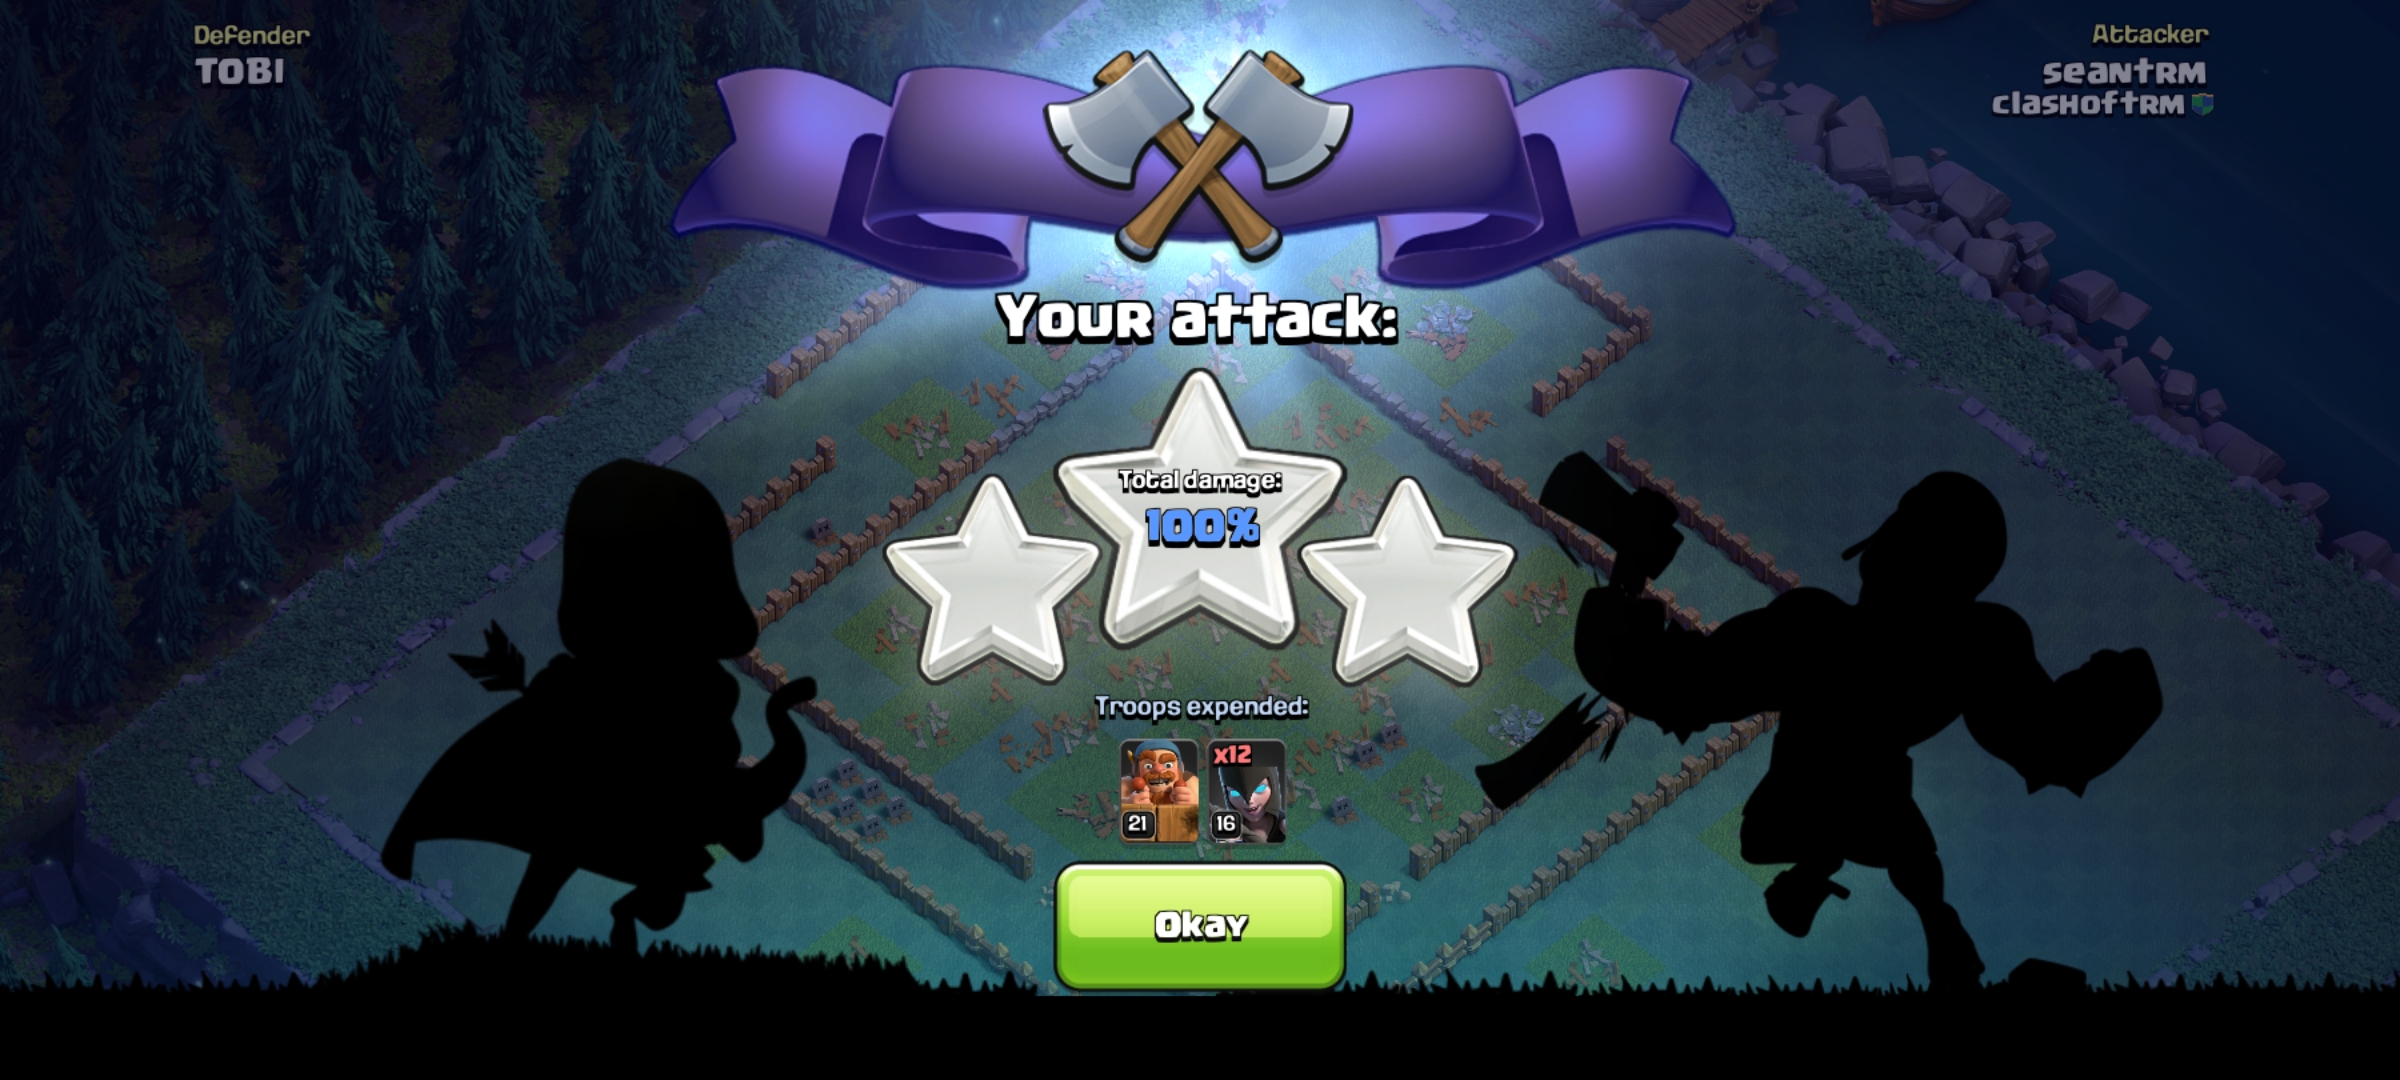 Defender
TOBI
Attacker
seantrm
clashoftrm
Your attack:
Total damage:
100%
Troops expended:
x12
21
16
Okay